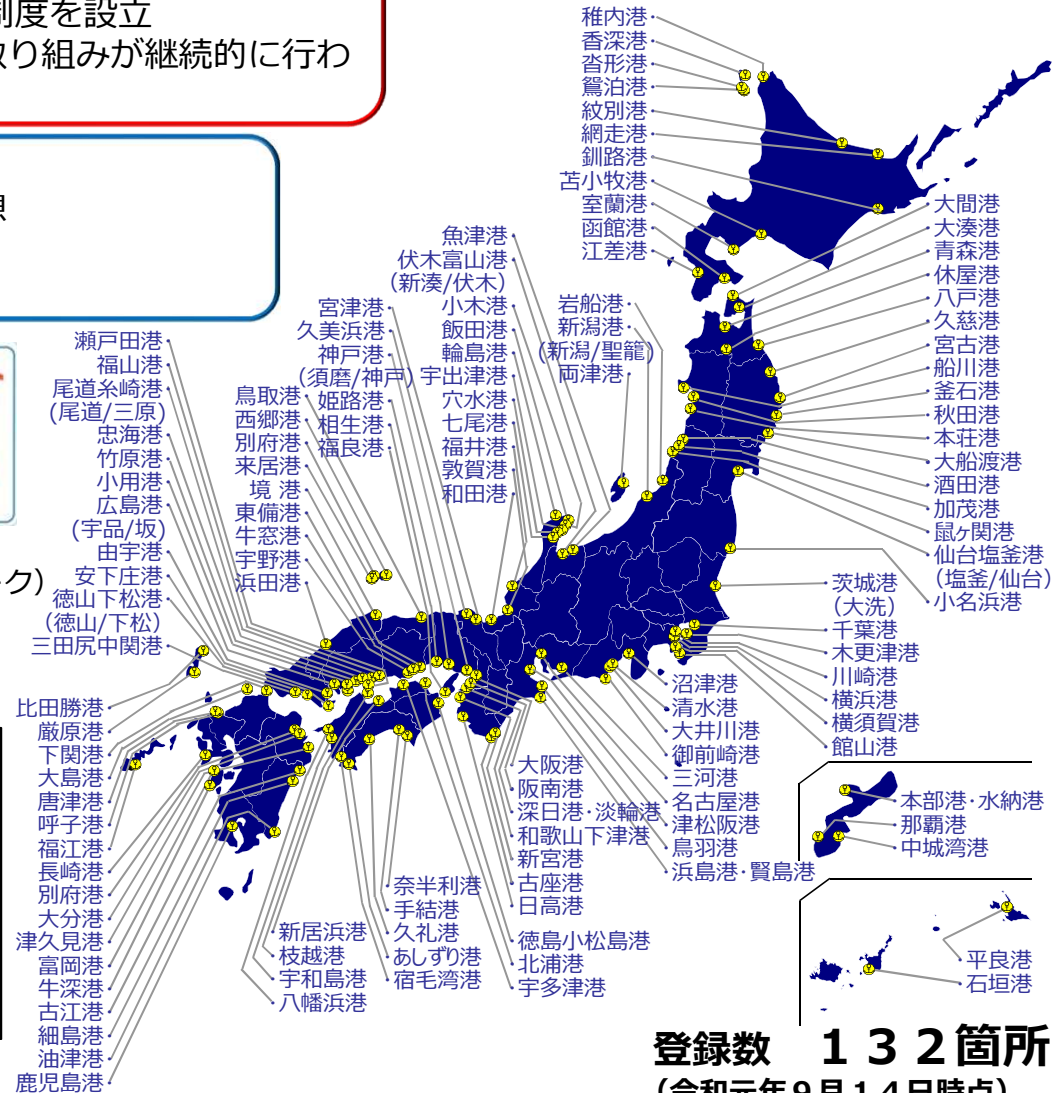 制度を設立
取り組みが継続的に行わ
想
ーク)
稚内港
香深港
沓形港
鴛泊港
紋別港
網走港
釧路港
苫小牧港
室蘭港
函館港
江差港
大間港
大湊港
青森港
休屋港
八戸港
久慈港
宮古港
船川港
釜石港
秋田港
本荘港
大船渡港
酒田港
加茂港
鼠ヶ関港
仙台塩釜港
(塩釜/仙台)
小名浜港
魚津港
伏木富山港
(新湊/伏木)
小木港
飯田港
輪島港
宇出津港
穴水港
七尾港
福井港
敦賀港
和田港
岩船港
新潟港
(新潟/聖籠)
両津港
宮津港
久美浜港
神戸港
(須磨/神戸)
姫路港
相生港
福良港
鳥取港
西郷港
別府港
来居港
境 港
東備港
牛窓港
宇野港
浜田港
瀬戸田港
福山港
尾道糸崎港
(尾道/三原)
忠海港
竹原港
小用港
広島港
(宇品/坂)
由宇港
安下庄港
徳山下松港
(徳山/下松)
三田尻中関港
比田勝港
厳原港
下関港
大島港
唐津港
呼子港
福江港
長崎港
別府港
大分港
津久見港
富岡港
牛深港
古江港
細島港
油津港
鹿児島港
新居浜港
枝越港
宇和島港
八幡浜港
奈半利港
手結港
久礼港
あしずり港
宿毛湾港
大阪港
阪南港
深日港・淡輪港
和歌山下津港
新宮港
古座港
日高港
徳島小松島港
北浦港
宇多津港
茨城港
(大洗)
千葉港
木更津港
川崎港
横浜港
横須賀港
館山港
沼津港
清水港
大井川港
御前崎港
三河港
名古屋港
津松阪港
鳥羽港
浜島港・賢島港
本部港・水納港
那覇港
中城湾港
平良港
石垣港
登録数 132箇所
(令和元年9月14日時点)